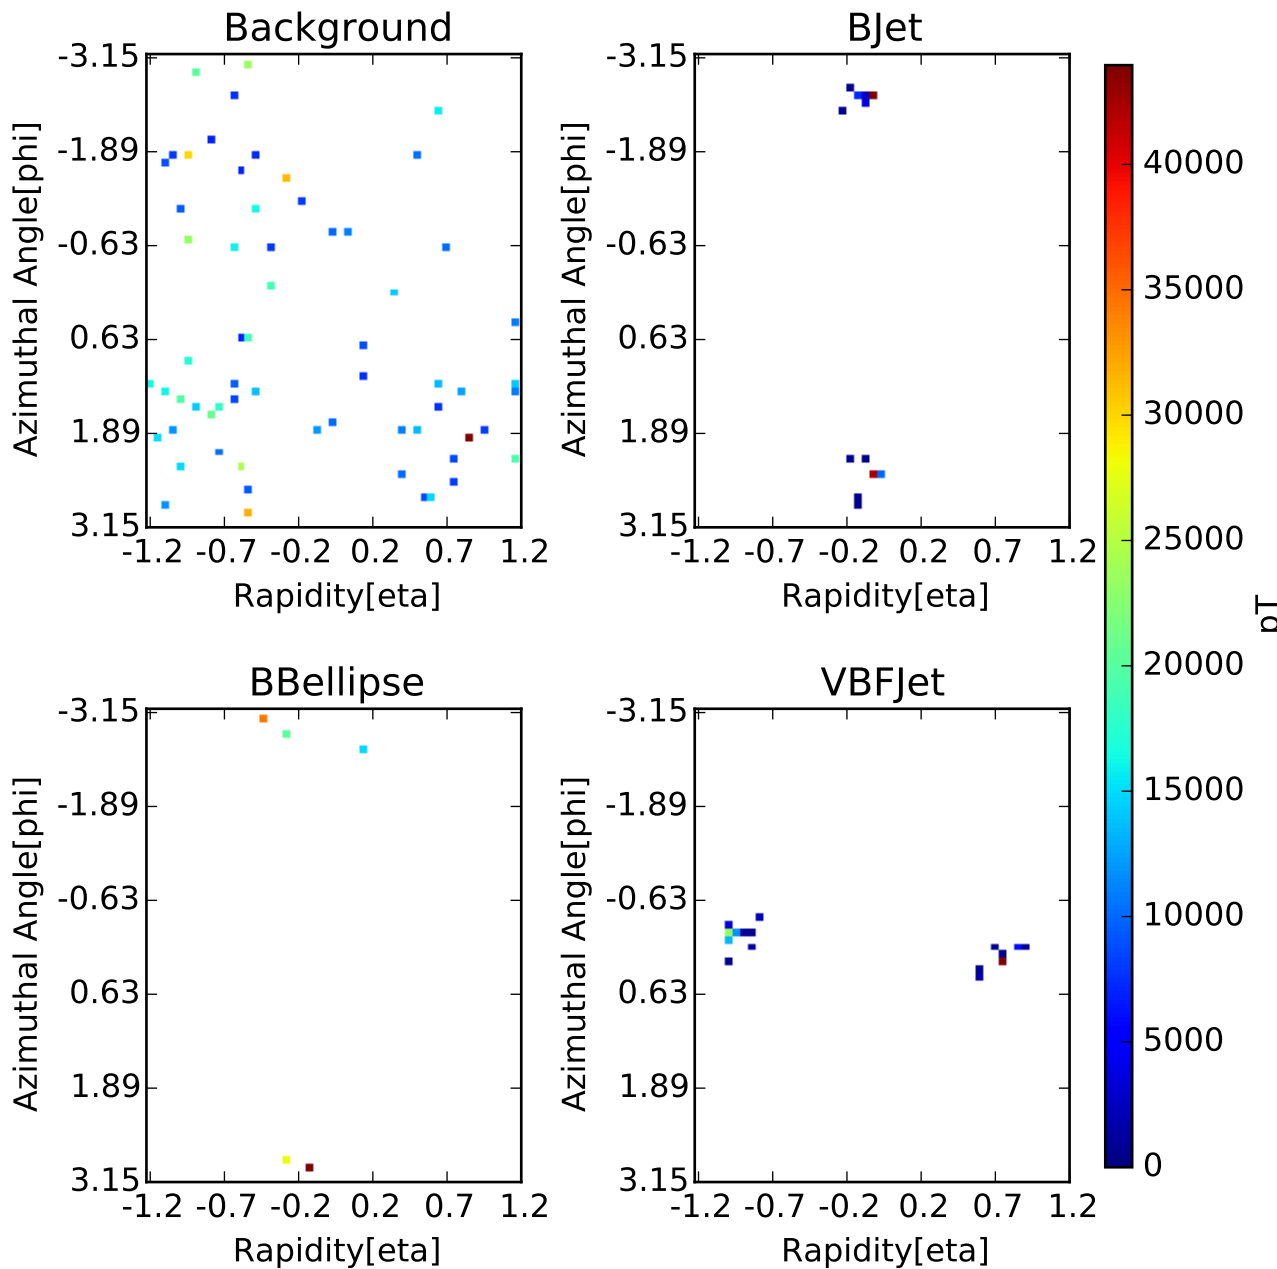 Background
BJet
-3.15
-1.89
-0.63
0.63
1.89
3.15
Azimuthal Angle[phi]
-1.2 -0.7 -0.2 0.2 0.7 1.2
Rapidity[eta]
-3.15
-1.89
-0.63
0.63
1.89
3.15
Azimuthal Angle[phi]
-1.2 -0.7 -0.2 0.2 0.7 1.2
Rapidity[eta]
BBellipse
VBFJet
-3.15
-1.89
-0.63
0.63
1.89
3.15
Azimuthal Angle[phi]
-1.2 -0.7 -0.2 0.2 0.7 1.2
Rapidity[eta]
-3.15
-1.89
-0.63
0.63
1.89
3.15
Azimuthal Angle[phi]
-1.2 -0.7 -0.2 0.2 0.7 1.2
Rapidity[eta]
40000
35000
30000
25000
20000
15000
10000
5000
0
pT